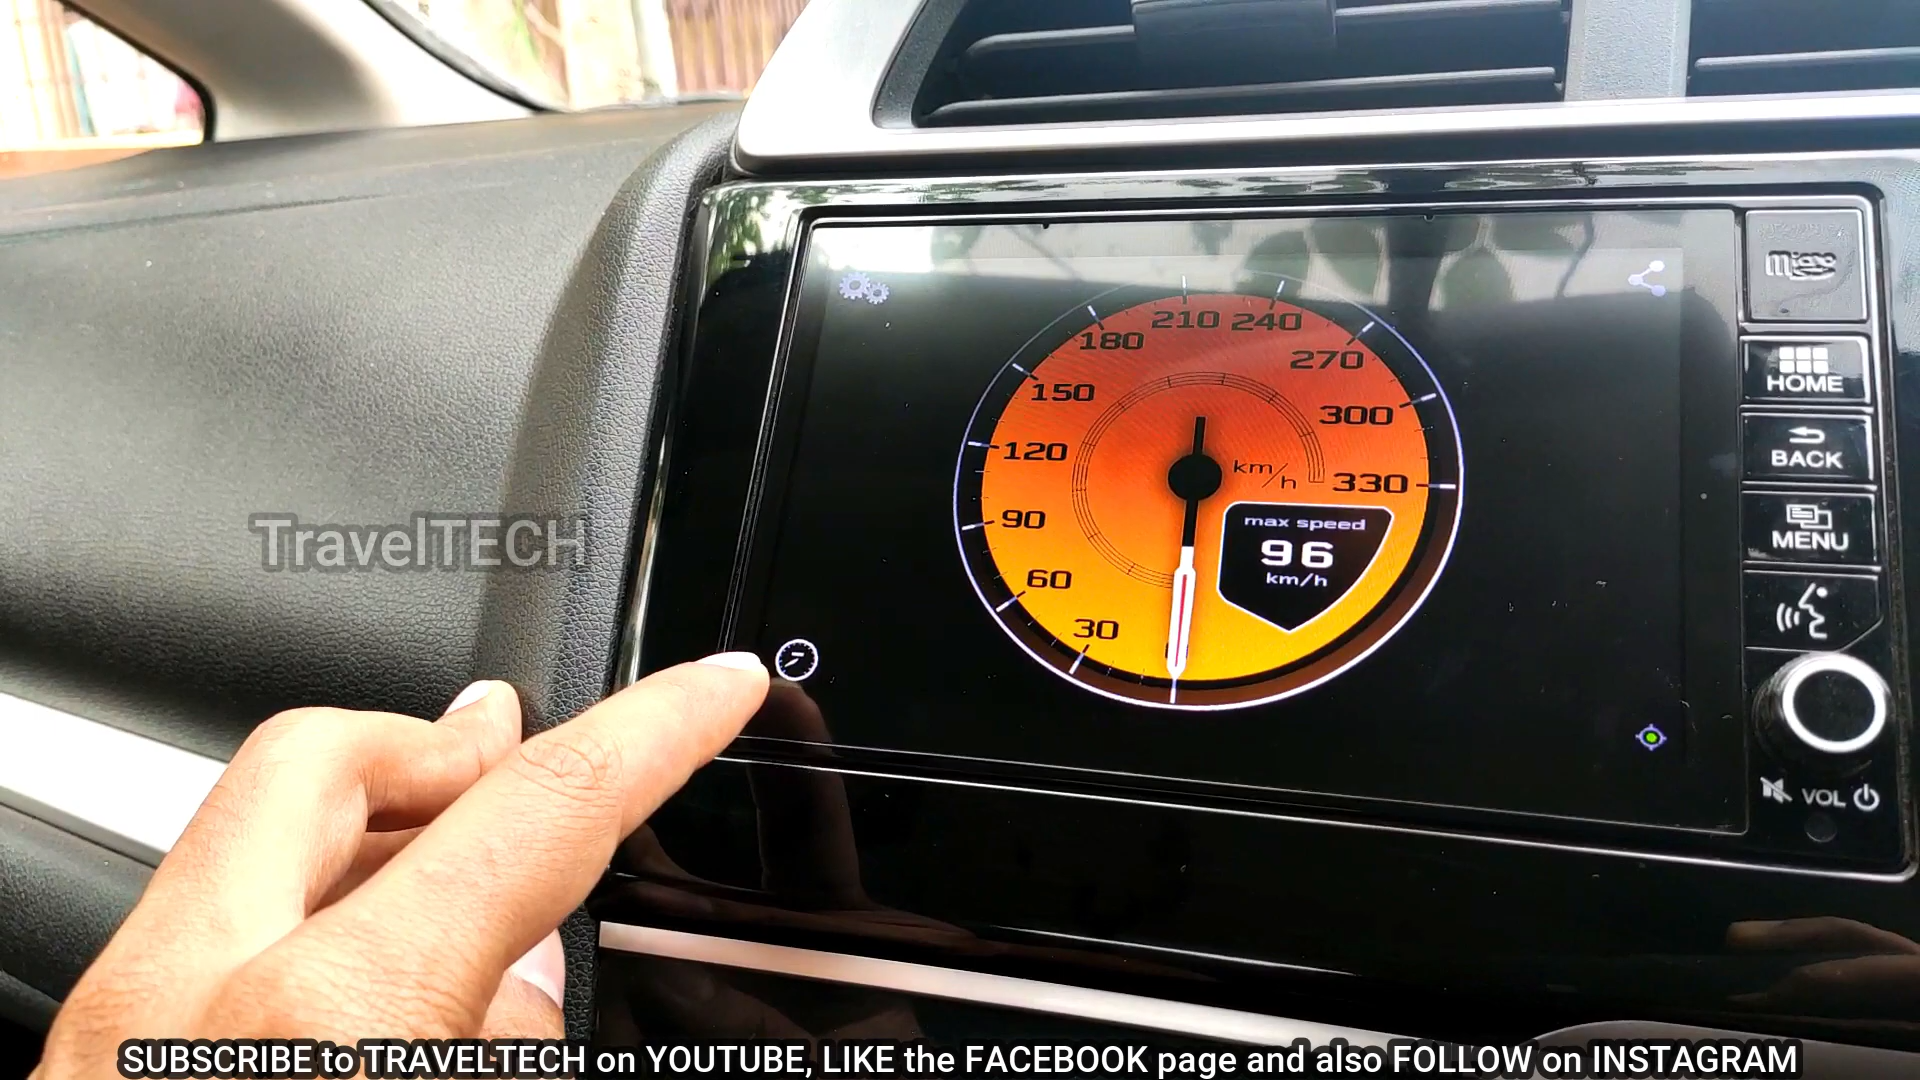 Micro
210 240
180
270
150
300
HOME
120
km/h
330
BACK
max speed
90
96
km/h
MENU
TravelTECH
60
30
VOL
SUBSCRIBE to TRAVELTECH on YOUTUBE, LIKE the FACEBOOK page and also FOLLOW on INSTAGRAM